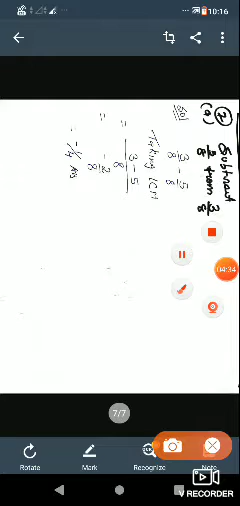 10:16
② Subtract
(a) 5/8 from 3/8
Sol 3/8 - 5/8
Taking LCM
= 3 - 5/8
= -2/8
= -1/4 Ans
04:34
7/7
Rotate
Mark
Recognize
Note
V RECORDER